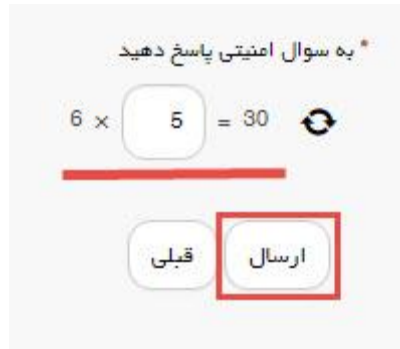 * به سوال امنیتی پاسخ دهید
6 × 5 = 30
ارسال قبلی